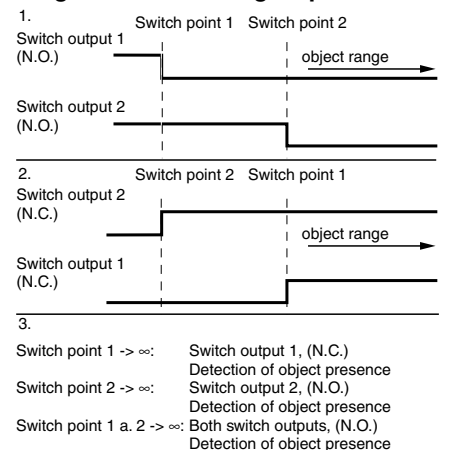 1.
Switch point 1 Switch point 2
Switch output 1
(N.O.)
object range
Switch output 2
(N.O.)
2.
Switch point 2 Switch point 1
Switch output 2
(N.C.)
object range
Switch output 1
(N.C.)
3.
Switch point 1 -> ∞: Switch output 1, (N.C.)
Detection of object presence
Switch point 2 -> ∞: Switch output 2, (N.O.)
Detection of object presence
Switch point 1 a. 2 -> ∞: Both switch outputs, (N.O.)
Detection of object presence